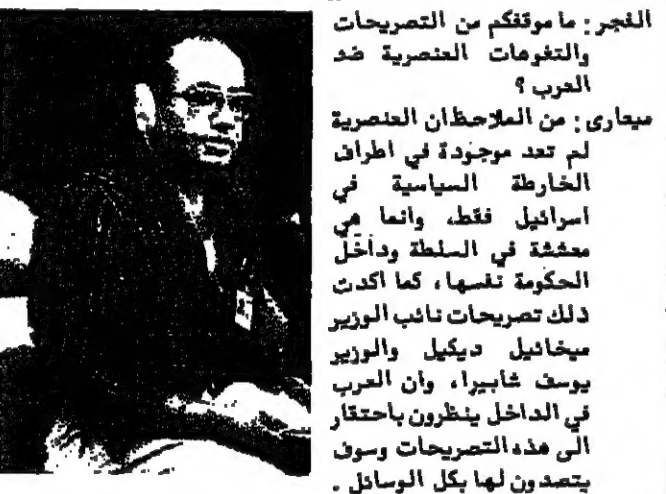 الفجر: ما موقفكم من التصريحات
والتفوهات العنصرية ضد
العرب ؟
ميعارى: من الملاحظ ان العنصرية
لم تعد موجودة في اطراف
الخارطة السياسية في
اسرائيل فقط، وانما هي
معششة في السلطة وداخل
الحكومة نفسها، كما اكدت
ذلك تصريحات نائب الوزير
ميخائيل ديكيل والوزير
يوسف شابيرا، وان العرب
في الداخل ينظرون باحتقار
الى هذه التصريحات وسوف
يتصدون لها بكل الوسائل .